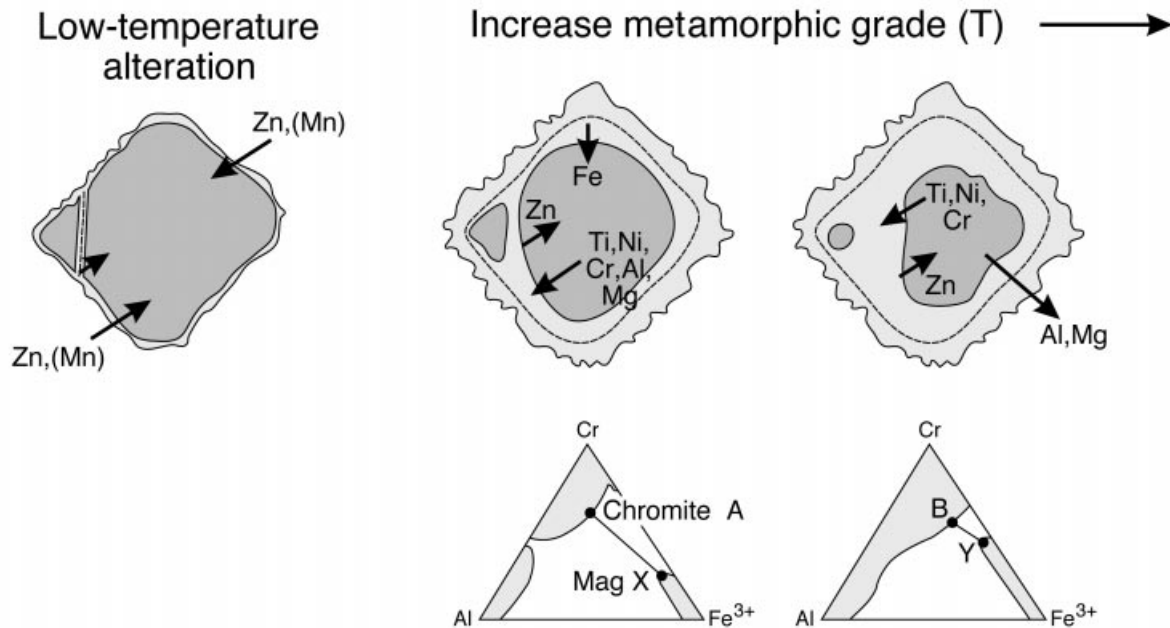 Low-temperature
alteration
Increase metamorphic grade (T)
Zn,(Mn)
Zn,(Mn)
Fe
Zn
Ti,Ni,
Cr,Al,
Mg
Ti,Ni,
Cr
Zn
Al,Mg
Cr
Chromite A
Mag X
Al
Fe³⁺
Cr
B
Y
Al
Fe³⁺